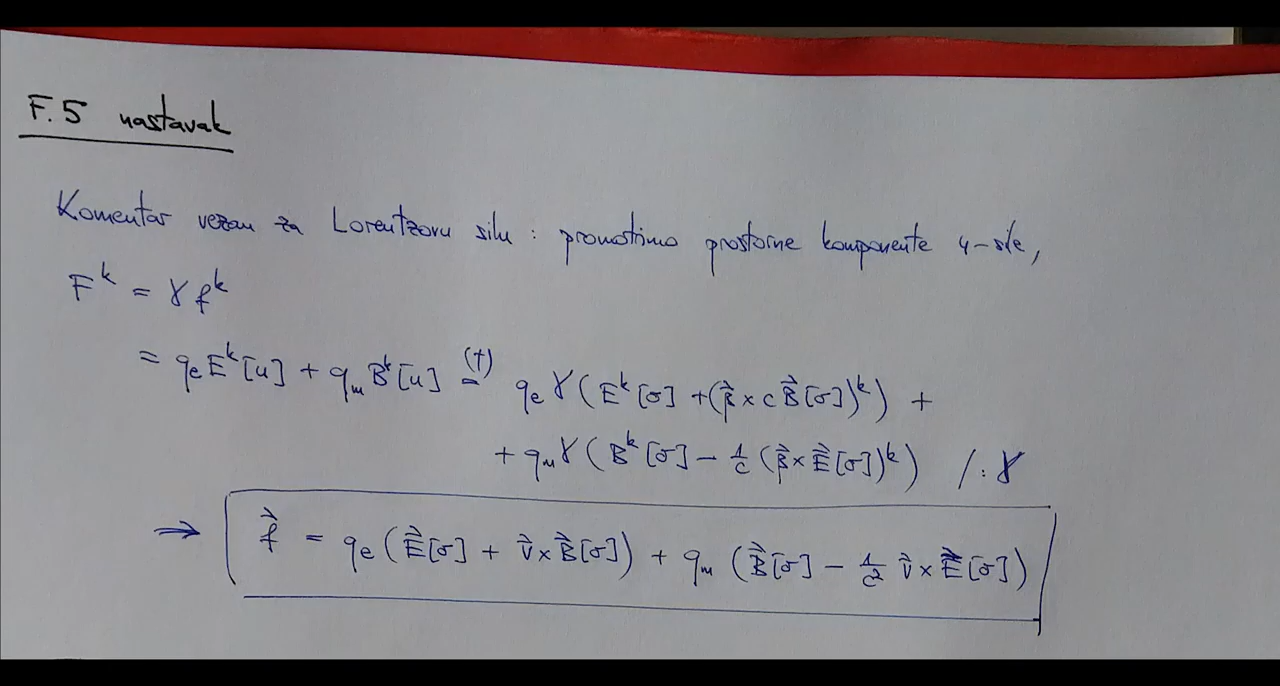 F.5 nastavak
Komentar vezan za Lorentzovu silu : promotrimo prostorne komponente 4-sile,
F^k = γ f^k
= q_e E^k[u] + q_m B^k[u] =^(†) q_e γ ( E^k[σ] + (β⃗ × c B⃗[σ])^k ) +
+ q_m γ ( B^k[σ] − 1/c (β⃗ × E⃗[σ])^k ) / : γ
⇒ f⃗ = q_e ( E⃗[σ] + v⃗ × B⃗[σ] ) + q_m ( B⃗[σ] − 1/c² v⃗ × E⃗[σ] )